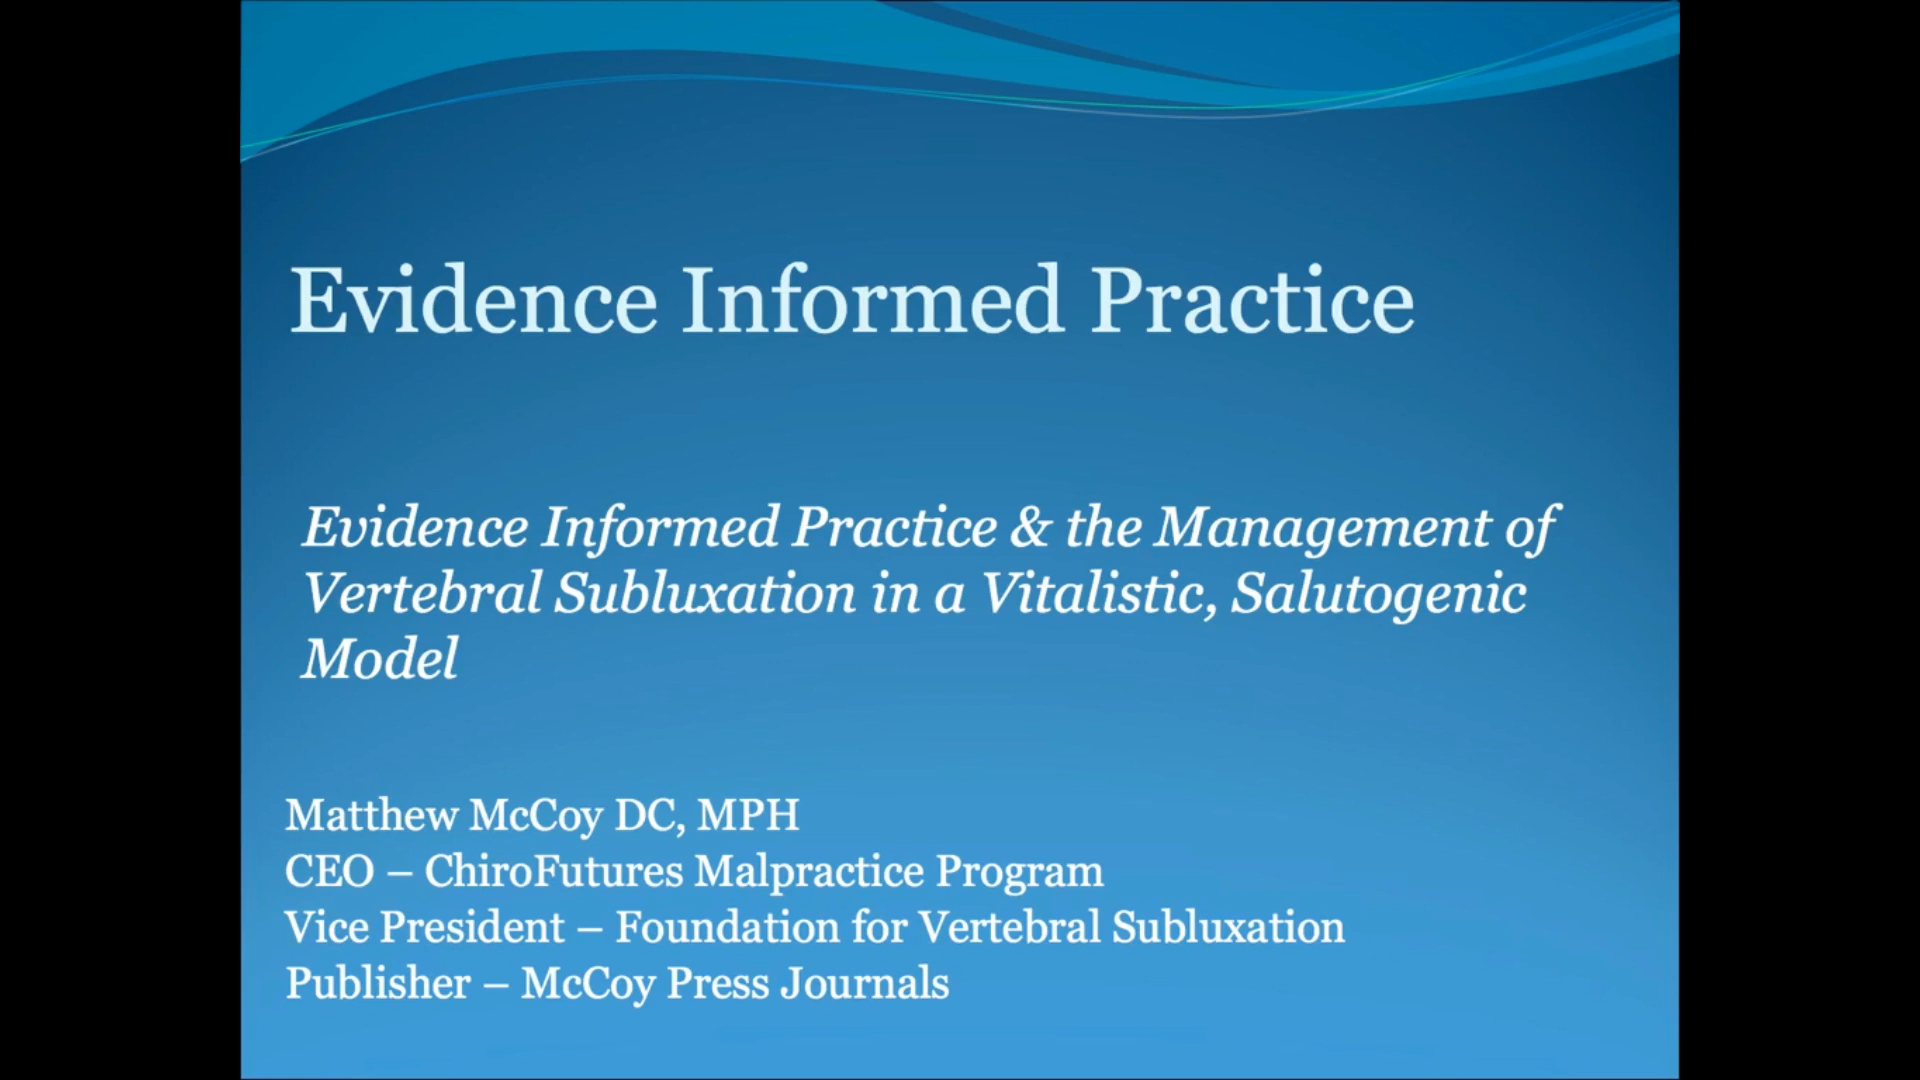 Evidence Informed Practice
Evidence Informed Practice & the Management of
Vertebral Subluxation in a Vitalistic, Salutogenic
Model
Matthew McCoy DC, MPH
CEO – ChiroFutures Malpractice Program
Vice President – Foundation for Vertebral Subluxation
Publisher – McCoy Press Journals